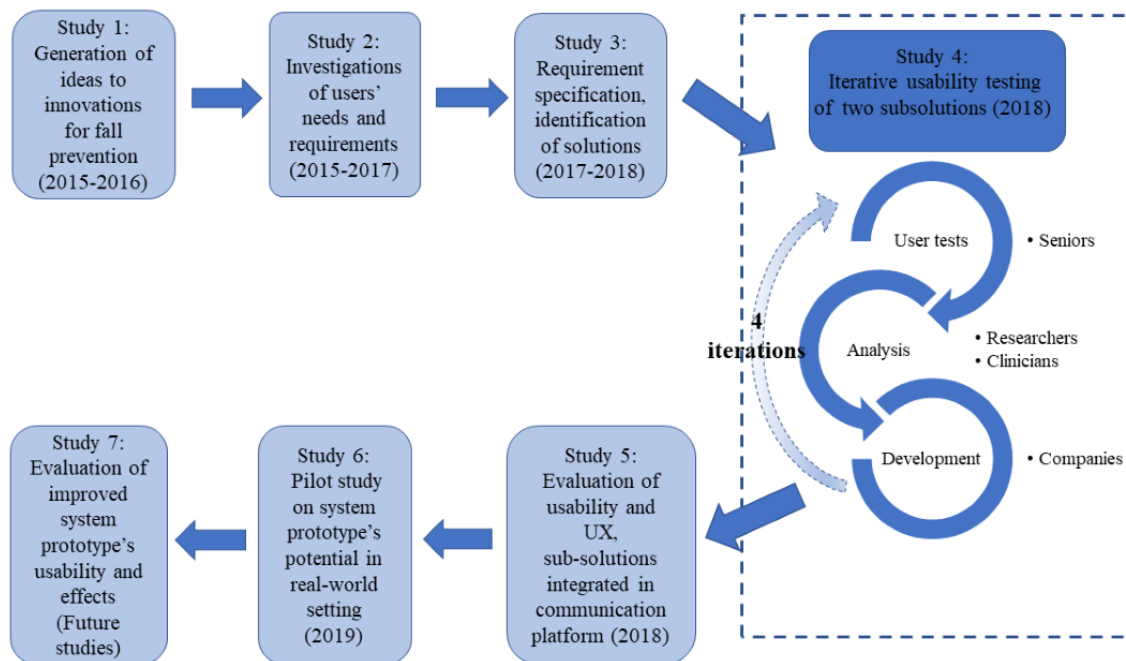 Study 1:
Generation of
ideas to
innovations
for fall
prevention
(2015-2016)
Study 2:
Investigations
of users’
needs and
requirements
(2015-2017)
Study 3:
Requirement
specification,
identification
of solutions
(2017-2018)
Study 4:
Iterative usability testing
of two subsolutions (2018)
User tests
• Seniors
4
iterations
Analysis
• Researchers
• Clinicians
Development
• Companies
Study 5:
Evaluation of
usability and
UX,
sub-solutions
integrated in
communication
platform (2018)
Study 6:
Pilot study
on system
prototype’s
potential in
real-world
setting
(2019)
Study 7:
Evaluation of
improved
system
prototype’s
usability and
effects
(Future
studies)